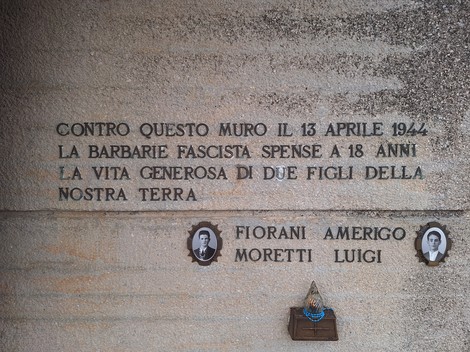 CONTRO QUESTO MURO IL 13 APRILE 1944
LA BARBARIE FASCISTA SPENSE A 18 ANNI
LA VITA GENEROSA DI DUE FIGLI DELLA
NOSTRA TERRA
FIORANI AMERIGO
MORETTI LUIGI